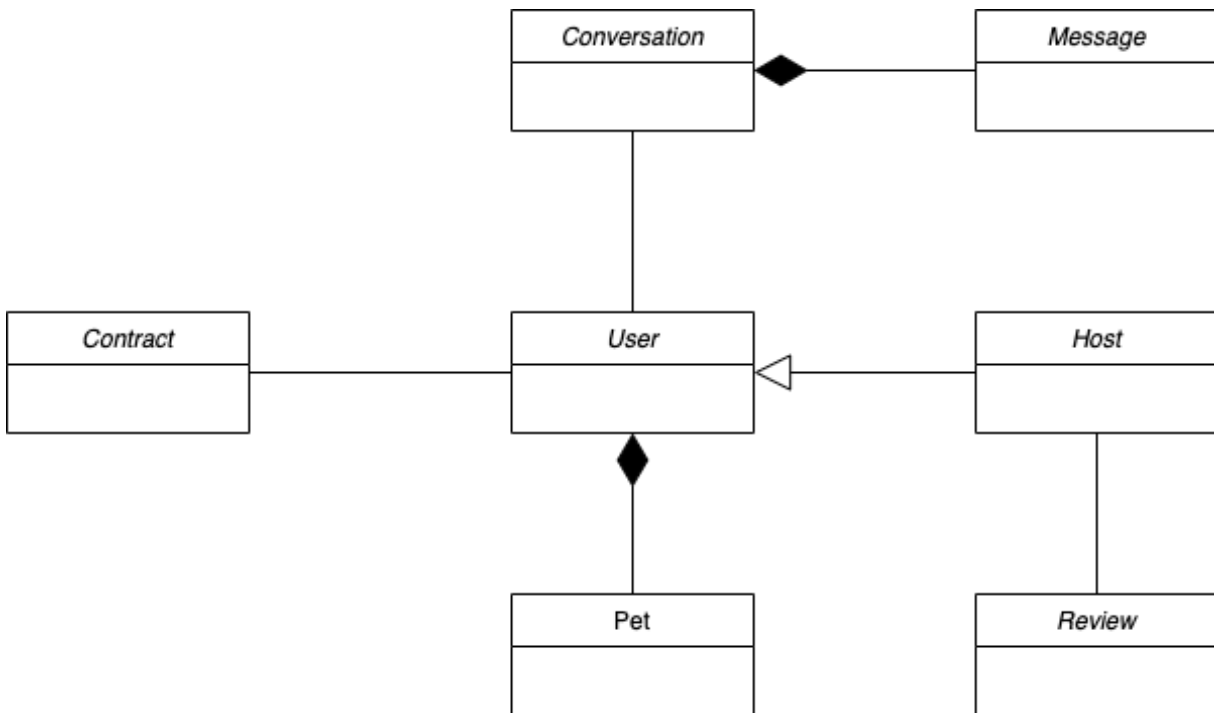 Conversation
Message
Contract
User
Host
Pet
Review